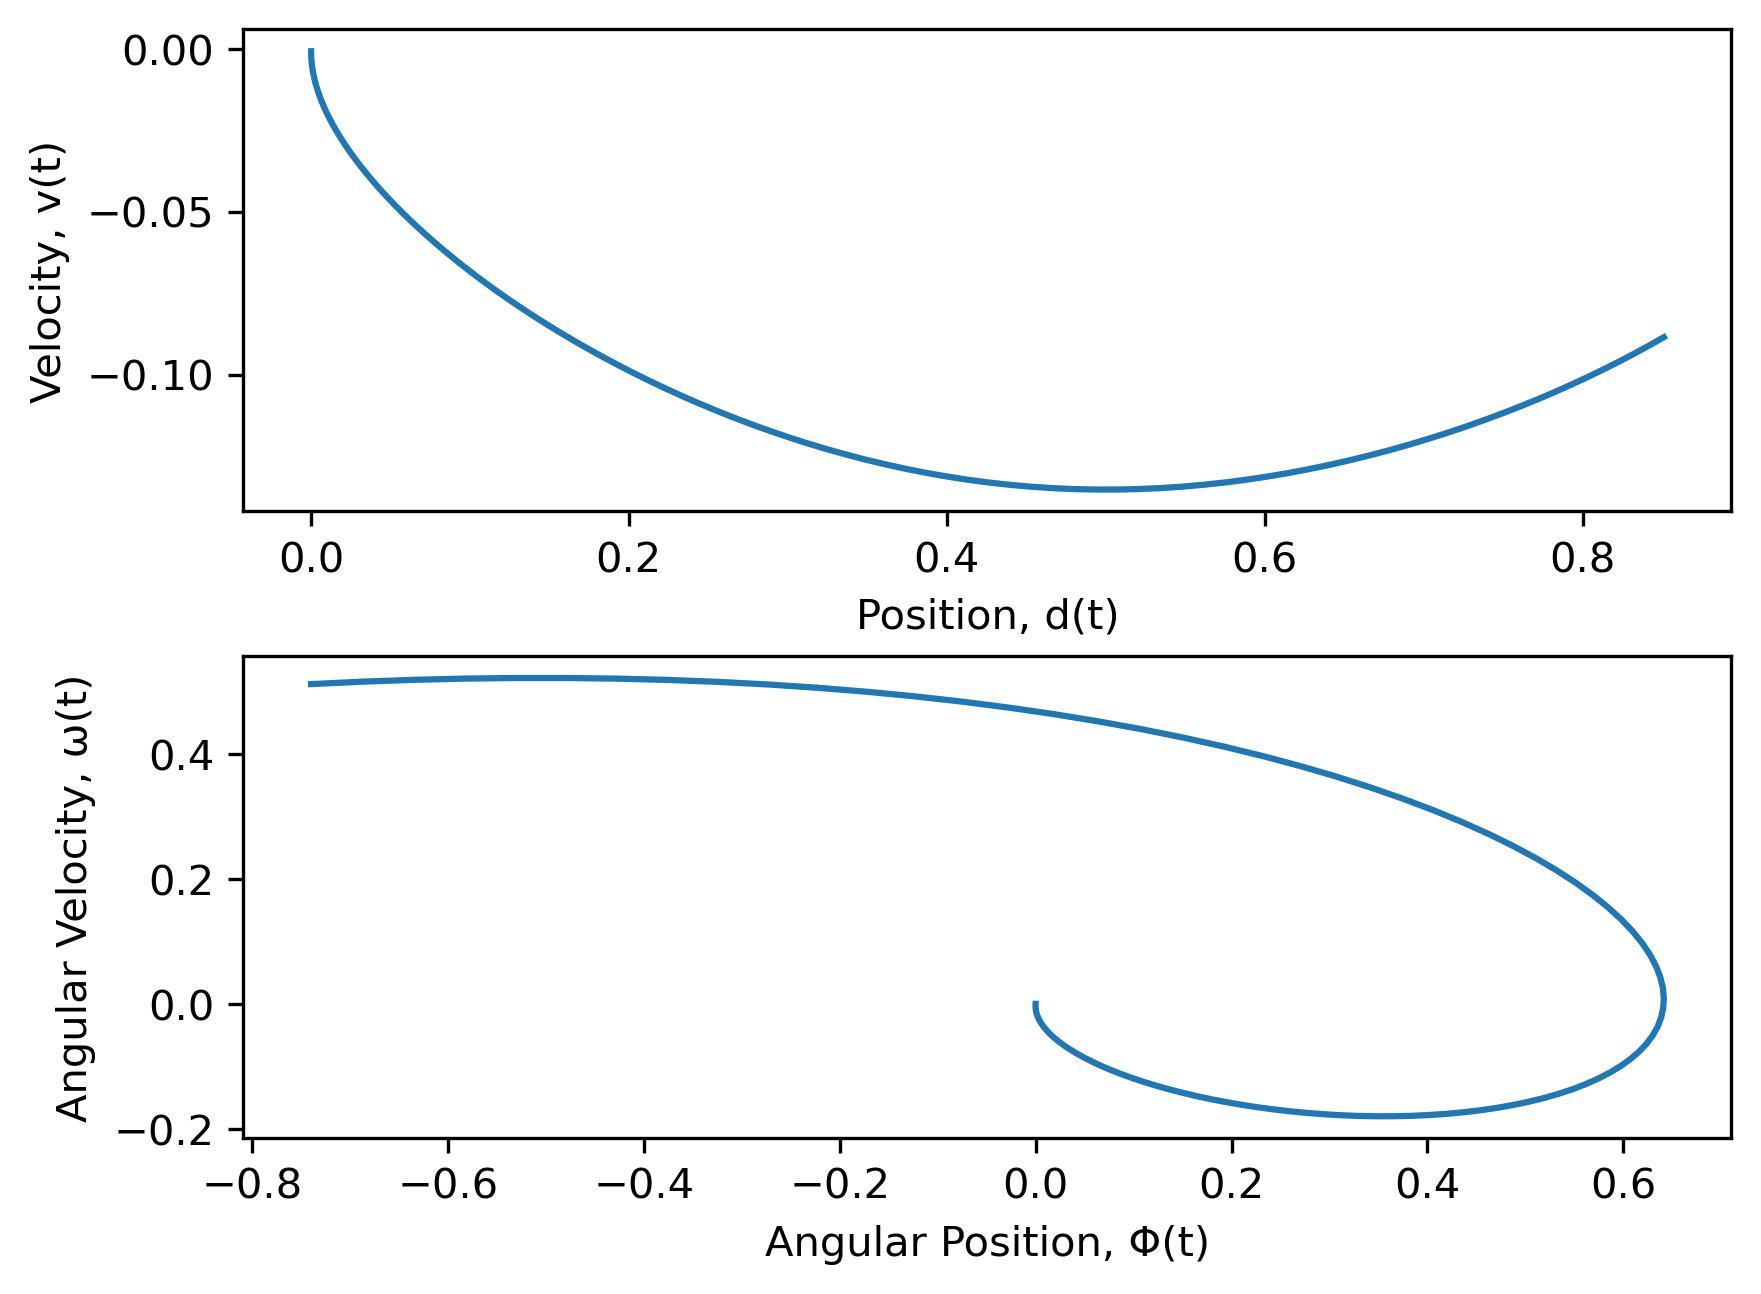 Velocity, v(t)
0.00
−0.05
−0.10
0.0 0.2 0.4 0.6 0.8
Position, d(t)
Angular Velocity, ω(t)
0.4
0.2
0.0
−0.2
−0.8 −0.6 −0.4 −0.2 0.0 0.2 0.4 0.6
Angular Position, Φ(t)